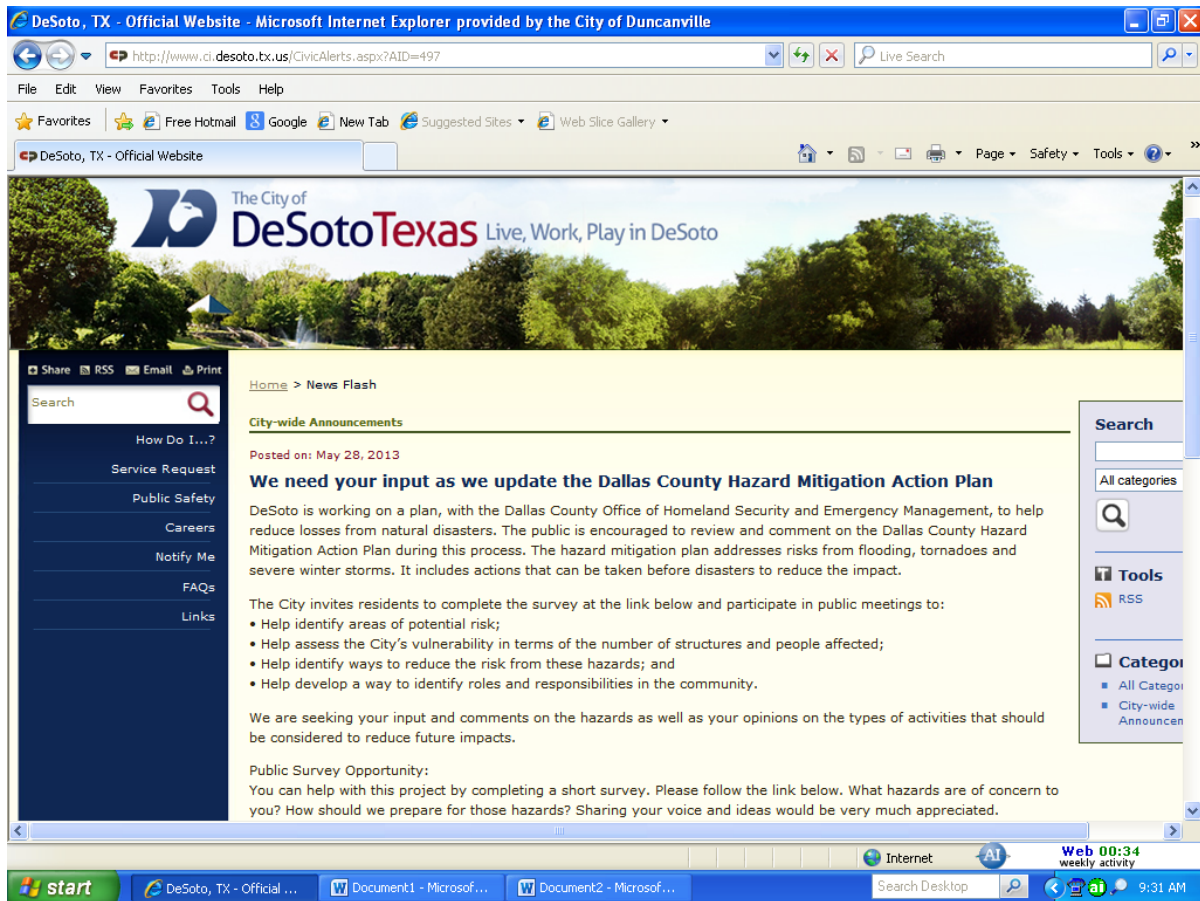 DeSoto, TX - Official Website - Microsoft Internet Explorer provided by the City of Duncanville
http://www.ci.desoto.tx.us/CivicAlerts.aspx?AID=497
Live Search
File Edit View Favorites Tools Help
Favorites Free Hotmail Google New Tab Suggested Sites Web Slice Gallery
DeSoto, TX - Official Website
Page Safety Tools »
The City of
DeSotoTexas Live, Work, Play in DeSoto
Share RSS Email Print
Search
How Do I...?
Service Request
Public Safety
Careers
Notify Me
FAQs
Links
Home > News Flash
City-wide Announcements
Posted on: May 28, 2013
We need your input as we update the Dallas County Hazard Mitigation Action Plan
DeSoto is working on a plan, with the Dallas County Office of Homeland Security and Emergency Management, to help
reduce losses from natural disasters. The public is encouraged to review and comment on the Dallas County Hazard
Mitigation Action Plan during this process. The hazard mitigation plan addresses risks from flooding, tornadoes and
severe winter storms. It includes actions that can be taken before disasters to reduce the impact.
The City invites residents to complete the survey at the link below and participate in public meetings to:
• Help identify areas of potential risk;
• Help assess the City's vulnerability in terms of the number of structures and people affected;
• Help identify ways to reduce the risk from these hazards; and
• Help develop a way to identify roles and responsibilities in the community.
We are seeking your input and comments on the hazards as well as your opinions on the types of activities that should
be considered to reduce future impacts.
Public Survey Opportunity:
You can help with this project by completing a short survey. Please follow the link below. What hazards are of concern to
you? How should we prepare for those hazards? Sharing your voice and ideas would be very much appreciated.
Search
All categories
Tools
RSS
Categor
All Categor
City-wide
Announcen
Internet
AI
Web 00:34
weekly activity
start
DeSoto, TX - Official ...
Document1 - Microsof...
Document2 - Microsof...
Search Desktop
ai
9:31 AM